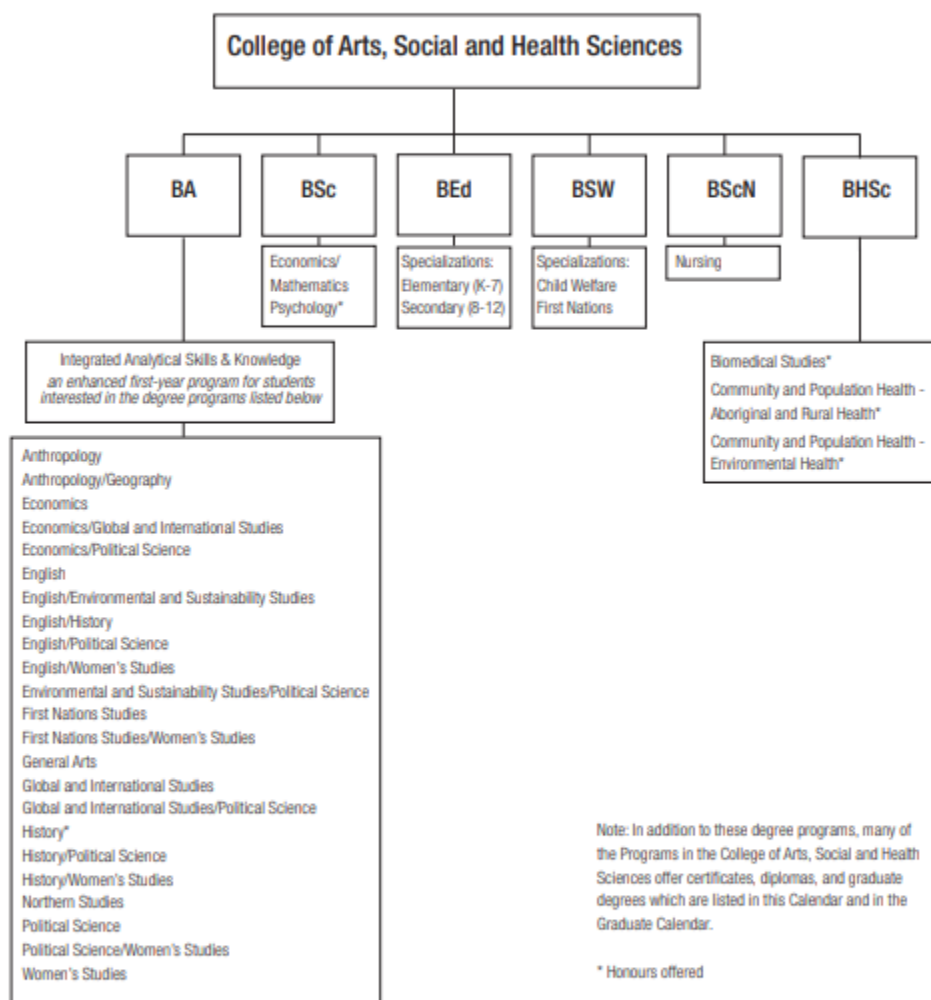 College of Arts, Social and Health Sciences
BA
BSc
BEd
BSW
BScN
BHSc
Economics/
Mathematics
Psychology*
Specializations:
Elementary (K-7)
Secondary (8-12)
Specializations:
Child Welfare
First Nations
Nursing
Integrated Analytical Skills & Knowledge
an enhanced first-year program for students
interested in the degree programs listed below
Biomedical Studies*
Community and Population Health -
Aboriginal and Rural Health*
Community and Population Health -
Environmental Health*
Anthropology
Anthropology/Geography
Economics
Economics/Global and International Studies
Economics/Political Science
English
English/Environmental and Sustainability Studies
English/History
English/Political Science
English/Women's Studies
Environmental and Sustainability Studies/Political Science
First Nations Studies
First Nations Studies/Women's Studies
General Arts
Global and International Studies
Global and International Studies/Political Science
History*
History/Political Science
History/Women's Studies
Northern Studies
Political Science
Political Science/Women's Studies
Women's Studies
Note: In addition to these degree programs, many of
the Programs in the College of Arts, Social and Health
Sciences offer certificates, diplomas, and graduate
degrees which are listed in this Calendar and in the
Graduate Calendar.
* Honours offered